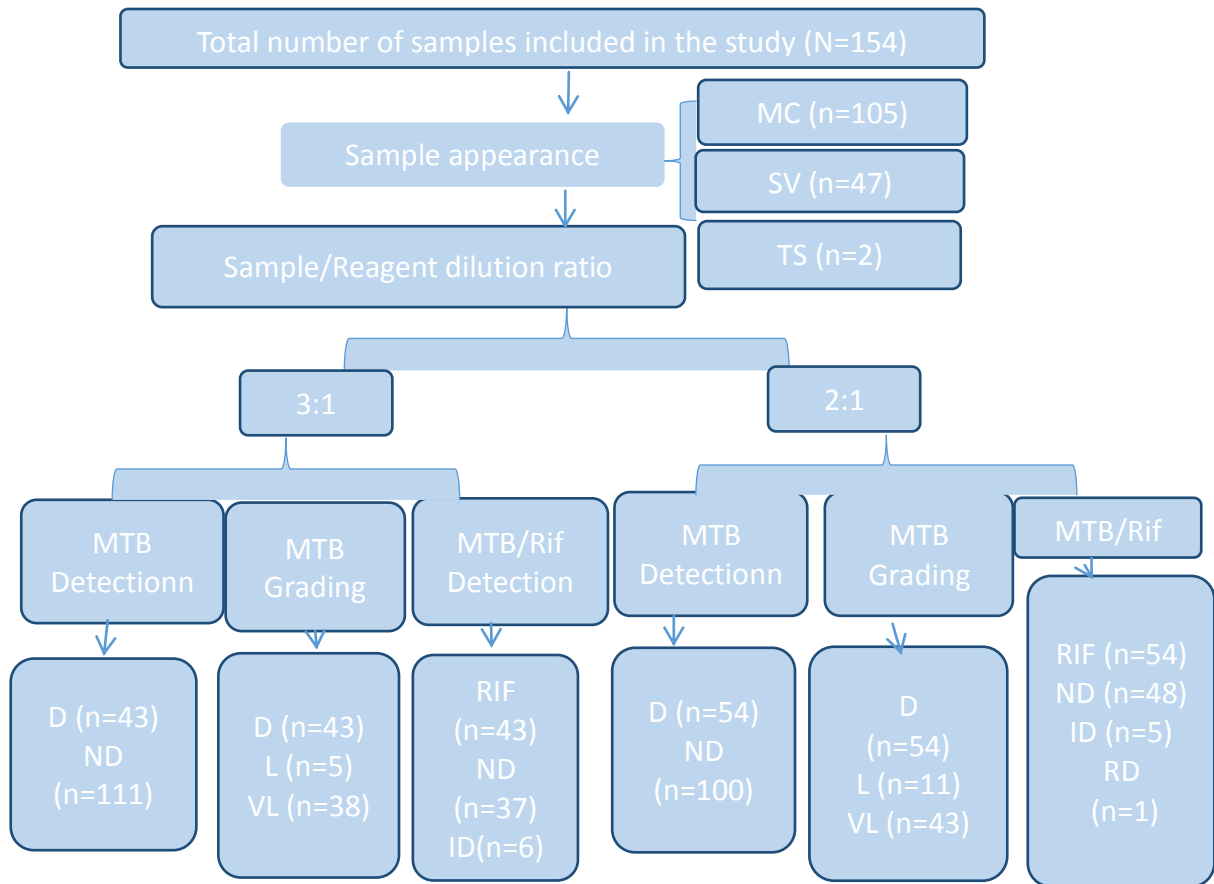 Total number of samples included in the study (N=154)
Sample appearance
MC (n=105)
SV (n=47)
TS (n=2)
Sample/Reagent dilution ratio
3:1
2:1
MTB
Detectionn
MTB
Grading
MTB/Rif
Detection
MTB
Detectionn
MTB
Grading
MTB/Rif
D (n=43)
ND
(n=111)
D (n=43)
L (n=5)
VL (n=38)
RIF
(n=43)
ND
(n=37)
ID(n=6)
D (n=54)
ND
(n=100)
D
(n=54)
L (n=11)
VL (n=43)
RIF (n=54)
ND (n=48)
ID (n=5)
RD
(n=1)